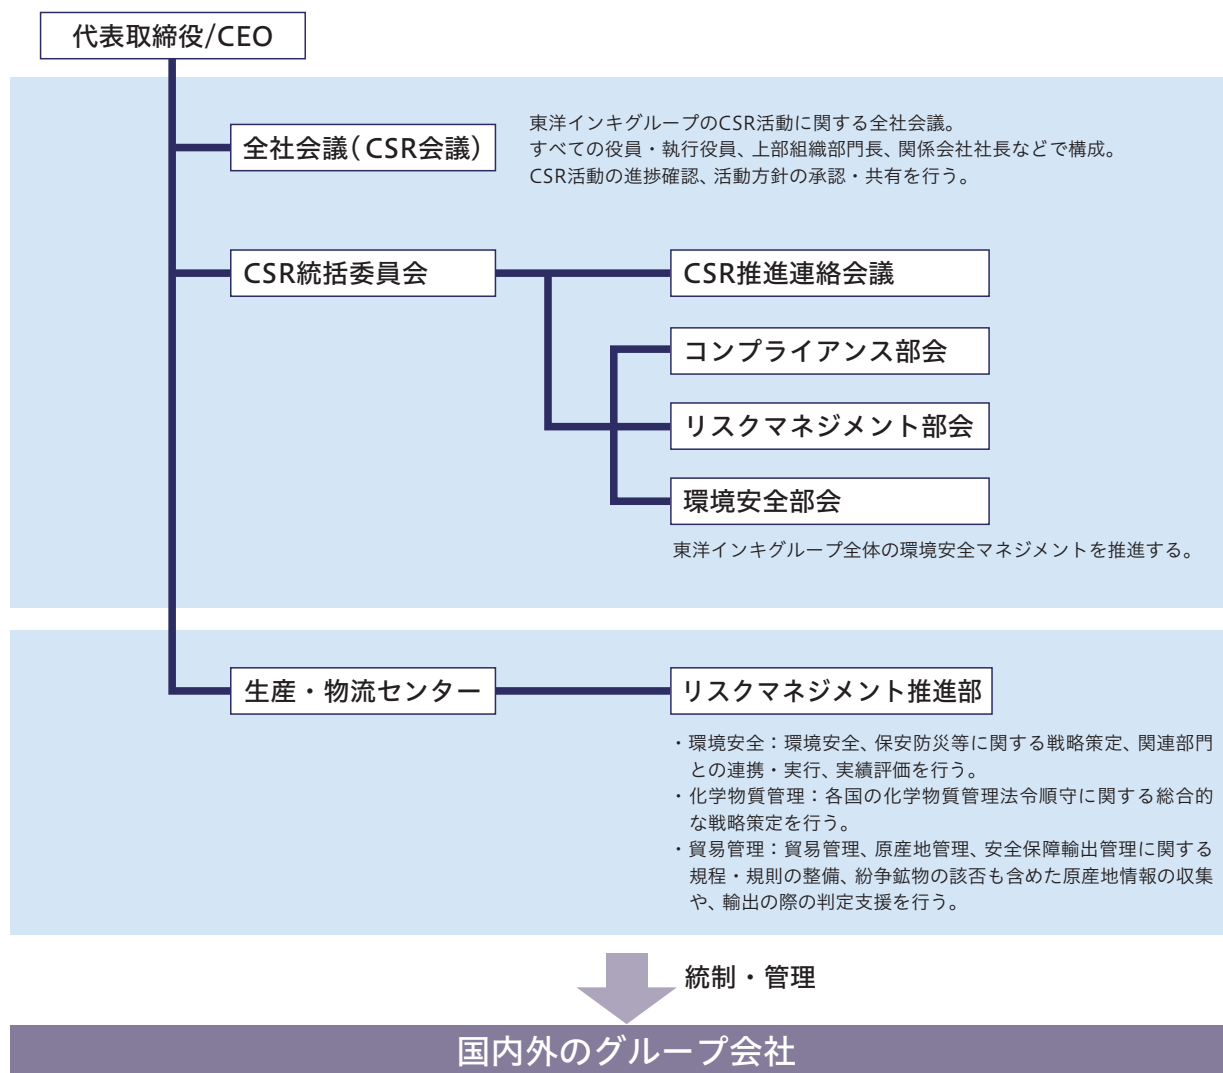 代表取締役/CEO
全社会議(CSR会議)
東洋インキグループのCSR活動に関する全社会議。
すべての役員・執行役員、上部組織部門長、関係会社社長などで構成。
CSR活動の進捗確認、活動方針の承認・共有を行う。
CSR統括委員会
CSR推進連絡会議
コンプライアンス部会
リスクマネジメント部会
環境安全部会
東洋インキグループ全体の環境安全マネジメントを推進する。
生産・物流センター
リスクマネジメント推進部
・環境安全：環境安全、保安防災等に関する戦略策定、関連部門
との連携・実行、実績評価を行う。
・化学物質管理：各国の化学物質管理法令順守に関する総合的
な戦略策定を行う。
・貿易管理：貿易管理、原産地管理、安全保障輸出管理に関する
規程・規則の整備、紛争鉱物の該否も含めた原産地情報の収集
や、輸出の際の判定支援を行う。
統制・管理
国内外のグループ会社